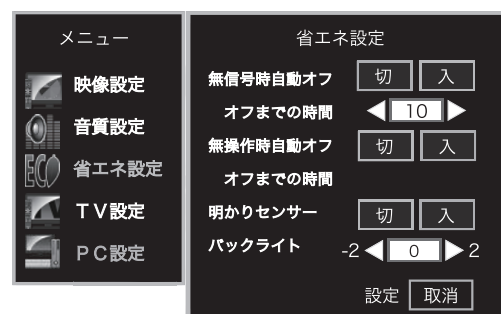 メニュー
映像設定
音質設定
ECO 省エネ設定
TV設定
PC設定
省エネ設定
無信号時自動オフ 切 入
オフまでの時間 10
無操作時自動オフ 切 入
オフまでの時間
明かりセンサー 切 入
バックライト -2 0 2
設定 取消